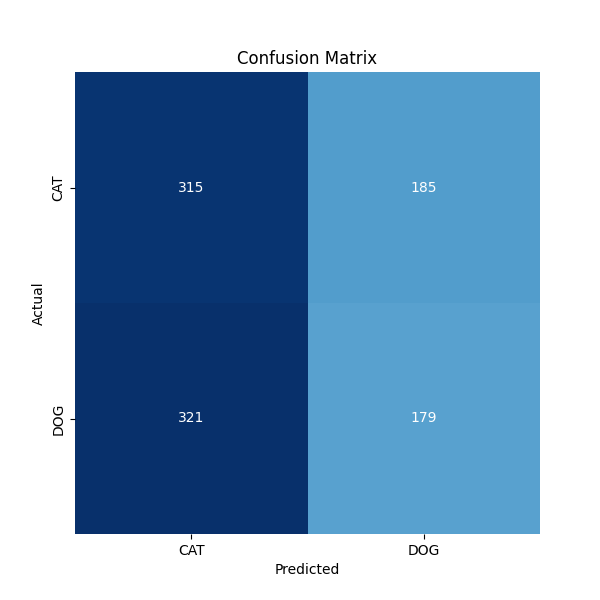 Confusion Matrix
Actual
CAT
315
185
DOG
321
179
CAT
DOG
Predicted